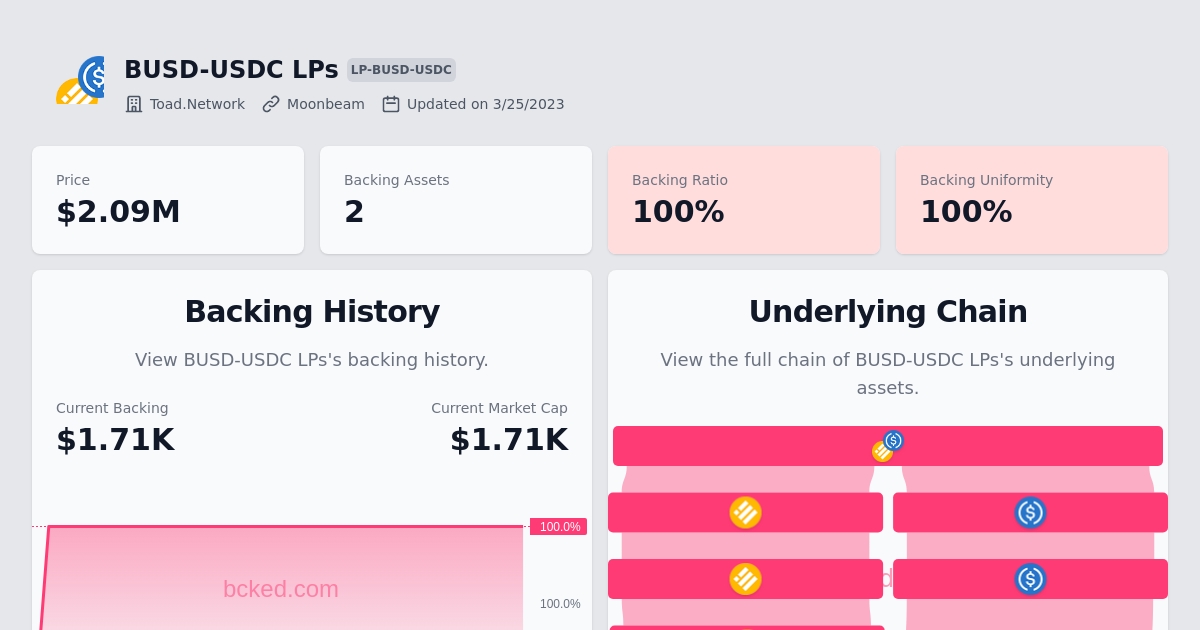 BUSD-USDC LPs LP-BUSD-USDC
Toad.Network Moonbeam Updated on 3/25/2023
Price
$2.09M
Backing Assets
2
Backing Ratio
100%
Backing Uniformity
100%
Backing History
View BUSD-USDC LPs's backing history.
Current Backing
$1.71K
Current Market Cap
$1.71K
100.0%
bcked.com
100.0%
Underlying Chain
View the full chain of BUSD-USDC LPs's underlying
assets.